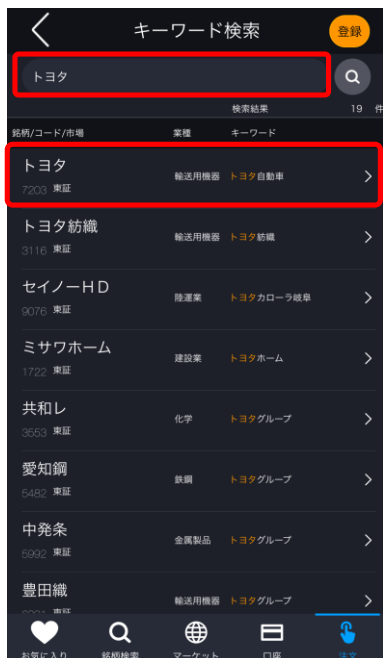 キーワード検索
登録
トヨタ
検索結果 19 件
銘柄/コード/市場 業種 キーワード
トヨタ
輸送用機器 トヨタ自動車
7203 東証
トヨタ紡織
輸送用機器 トヨタ紡織
3116 東証
セイノーHD
陸運業 トヨタカローラ岐阜
9076 東証
ミサワホーム
建設業 トヨタホーム
1722 東証
共和レ
化学 トヨタグループ
3553 東証
愛知鋼
鉄鋼 トヨタグループ
5482 東証
中発条
金属製品 トヨタグループ
5992 東証
豊田織
輸送用機器 トヨタグループ
東証
お気に入り 銘柄検索 マーケット 口座 注文